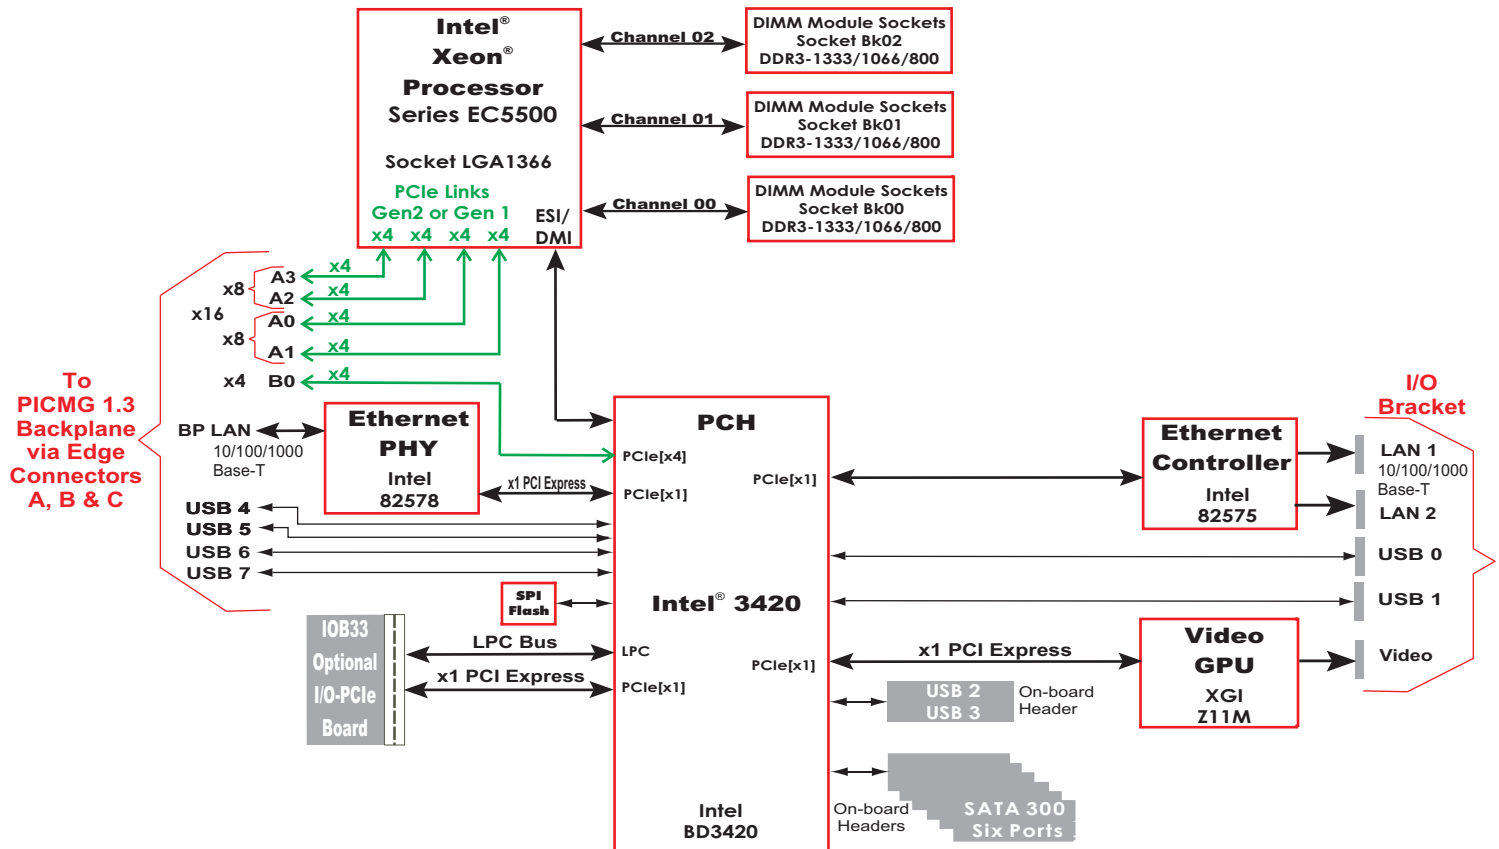 Intel®
Xeon®
Processor
Series EC5500
Socket LGA1366
PCIe Links
Gen2 or Gen 1
x4 x4 x4 x4
ESI/
DMI
Channel 02
DIMM Module Sockets
Socket Bk02
DDR3-1333/1066/800
Channel 01
DIMM Module Sockets
Socket Bk01
DDR3-1333/1066/800
Channel 00
DIMM Module Sockets
Socket Bk00
DDR3-1333/1066/800
To
PICMG 1.3
Backplane
via Edge
Connectors
A, B & C
x16
x8
A3 x4
A2 x4
x8
A0 x4
A1 x4
x4 B0 x4
BP LAN
10/100/1000
Base-T
Ethernet
PHY
Intel
82578
x1 PCI Express
USB 4
USB 5
USB 6
USB 7
SPI
Flash
IOB33
Optional
I/O-PCIe
Board
LPC Bus
x1 PCI Express
PCH
PCIe[x4]
PCIe[x1]
PCIe[x1]
Intel® 3420
LPC
PCIe[x1]
PCIe[x1]
Intel
BD3420
Ethernet
Controller
Intel
82575
x1 PCI Express
Video
GPU
XGI
Z11M
USB 2
USB 3
On-board
Header
On-board
Headers
SATA 300
Six Ports
I/O
Bracket
LAN 1
10/100/1000
Base-T
LAN 2
USB 0
USB 1
Video